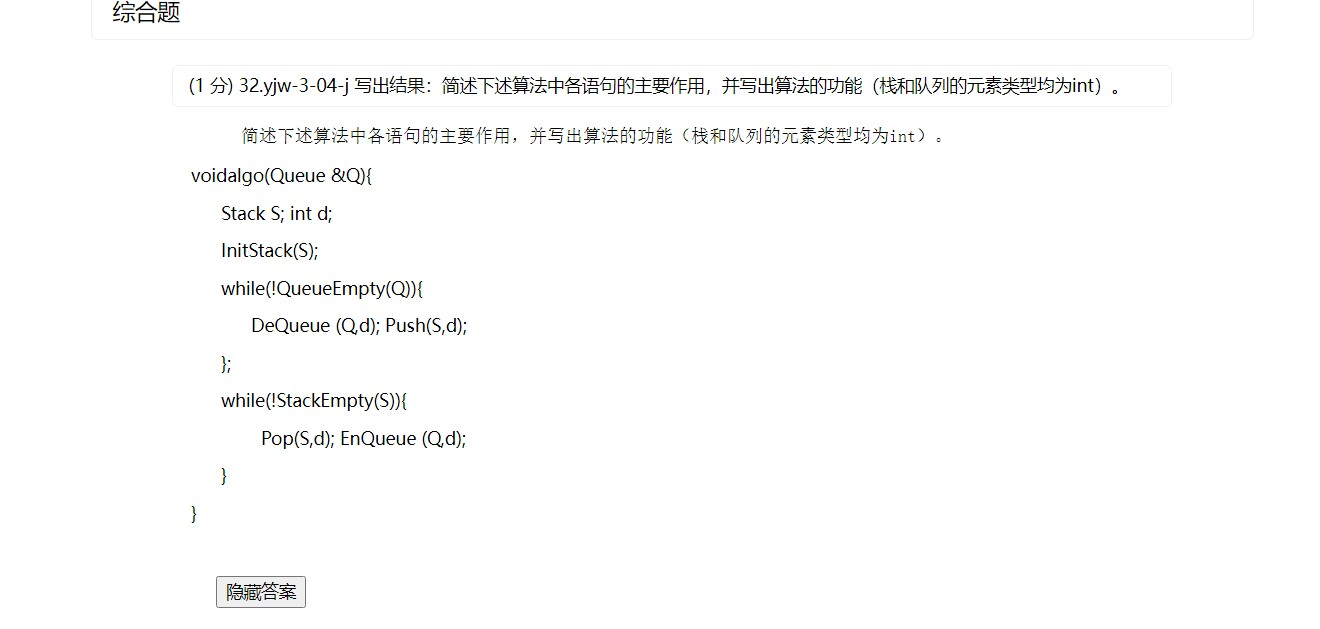 综合题
(1 分) 32.yjw-3-04-j 写出结果：简述下述算法中各语句的主要作用，并写出算法的功能（栈和队列的元素类型均为int）。
简述下述算法中各语句的主要作用，并写出算法的功能（栈和队列的元素类型均为int）。
voidalgo(Queue &Q){
Stack S; int d;
InitStack(S);
while(!QueueEmpty(Q)){
DeQueue (Q,d); Push(S,d);
};
while(!StackEmpty(S)){
Pop(S,d); EnQueue (Q,d);
}
}
隐藏答案